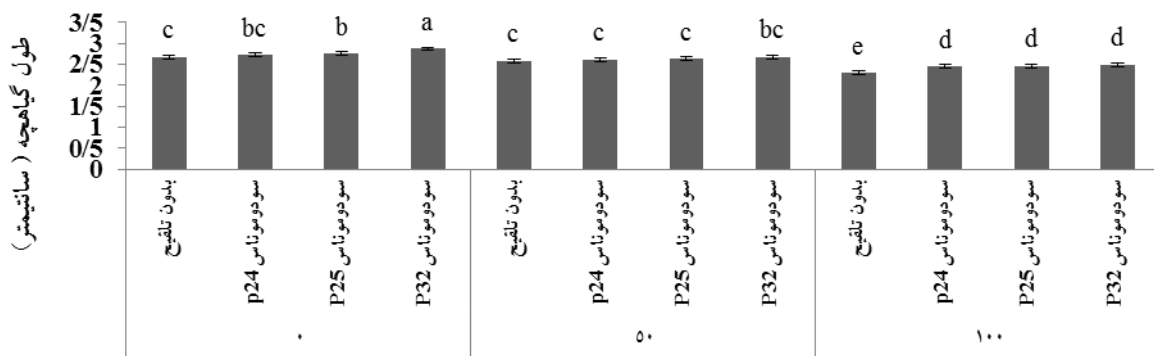 طول گیاهچه ( سانتیمتر)
3/5
3
2/5
2
1/5
1
0/5
0
c
bc
b
a
c
c
c
bc
e
d
d
d
بدون تلقیح
سودوموناس p24
سودوموناس P25
سودوموناس P32
بدون تلقیح
سودوموناس p24
سودوموناس P25
سودوموناس P32
بدون تلقیح
سودوموناس p24
سودوموناس P25
سودوموناس P32
۰
۵۰
۱۰۰